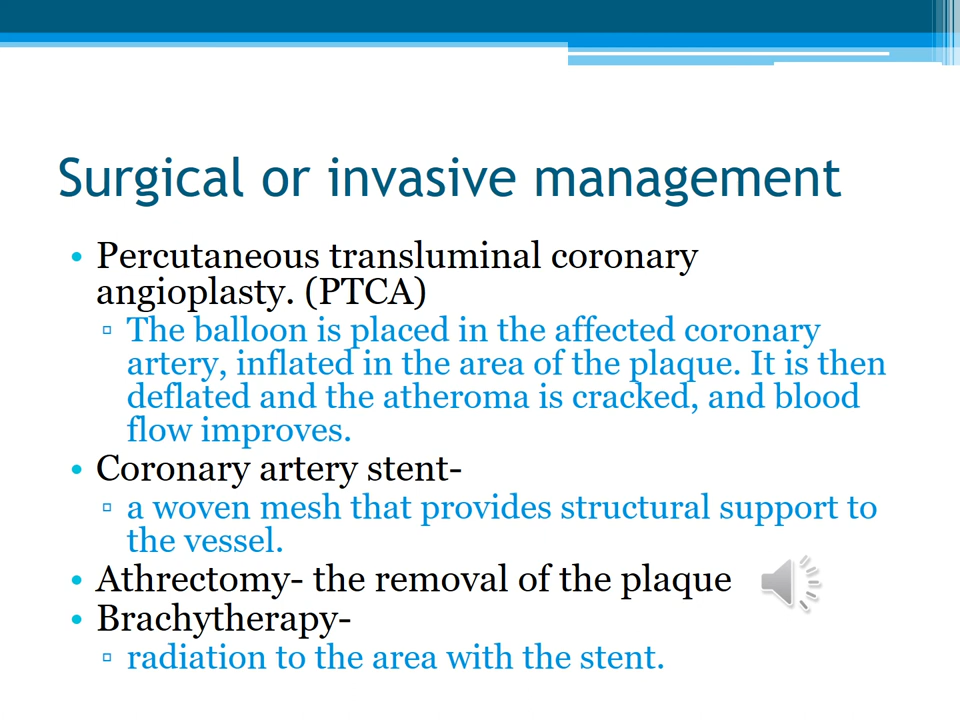 Surgical or invasive management
• Percutaneous transluminal coronary
angioplasty. (PTCA)
▫ The balloon is placed in the affected coronary
artery, inflated in the area of the plaque. It is then
deflated and the atheroma is cracked, and blood
flow improves.
• Coronary artery stent-
▫ a woven mesh that provides structural support to
the vessel.
• Athrectomy- the removal of the plaque
• Brachytherapy-
▫ radiation to the area with the stent.